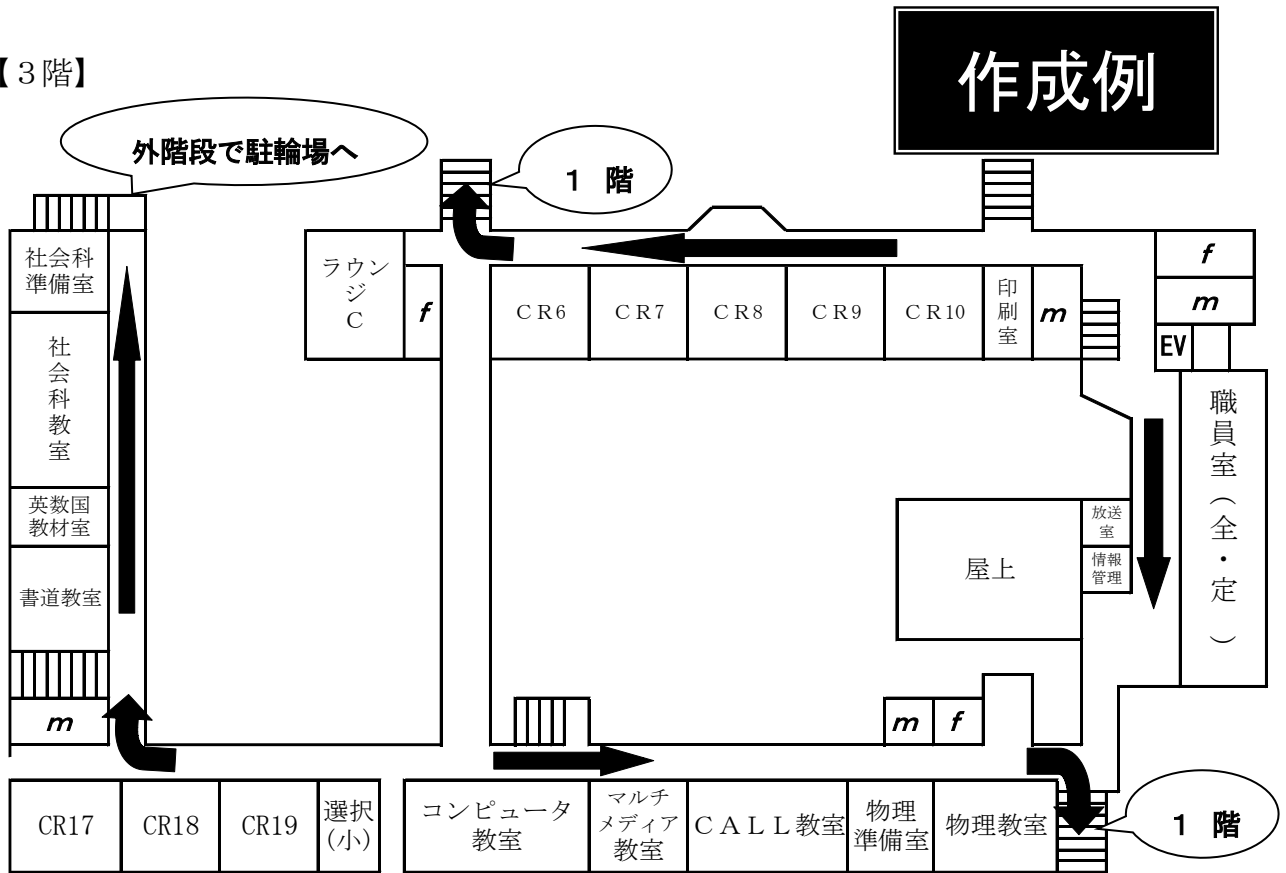 【３階】
作成例
外階段で駐輪場へ
１ 階
社会科
準備室
ラウン
ジ
Ｃ
f
ＣＲ6
ＣＲ7
ＣＲ8
ＣＲ9
ＣＲ10
印
刷
室
m
f
m
EV
社
会
科
教
室
職
員
室
（
全
・
定
）
英数国
教材室
放送
室
屋上
情報
管理
書道教室
m
m
f
CR17
CR18
CR19
選択
(小)
コンピュータ
教室
マルチ
メディア
教室
ＣＡＬＬ教室
物理
準備室
物理教室
１ 階